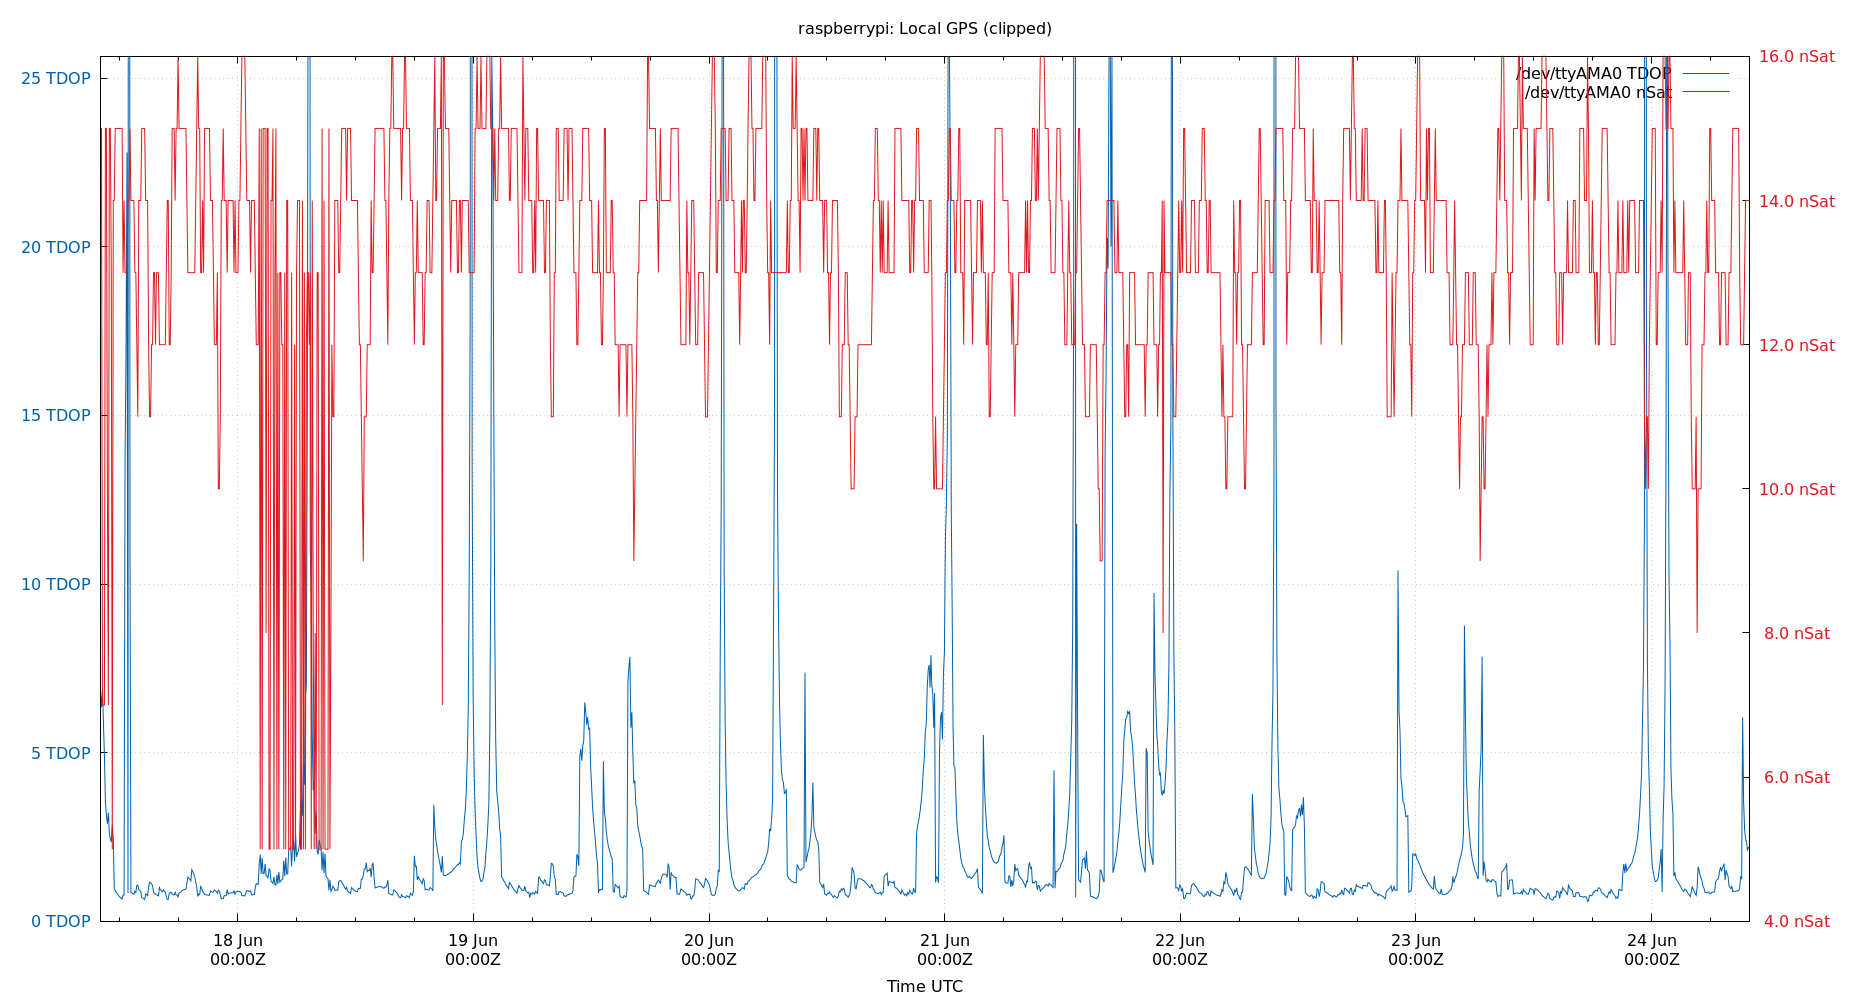 raspberrypi: Local GPS (clipped)
/dev/ttyAMA0 TDOP
/dev/ttyAMA0 nSat
25 TDOP
20 TDOP
15 TDOP
10 TDOP
5 TDOP
0 TDOP
16.0 nSat
14.0 nSat
12.0 nSat
10.0 nSat
8.0 nSat
6.0 nSat
4.0 nSat
18 Jun
00:00Z
19 Jun
00:00Z
20 Jun
00:00Z
21 Jun
00:00Z
22 Jun
00:00Z
23 Jun
00:00Z
24 Jun
00:00Z
Time UTC